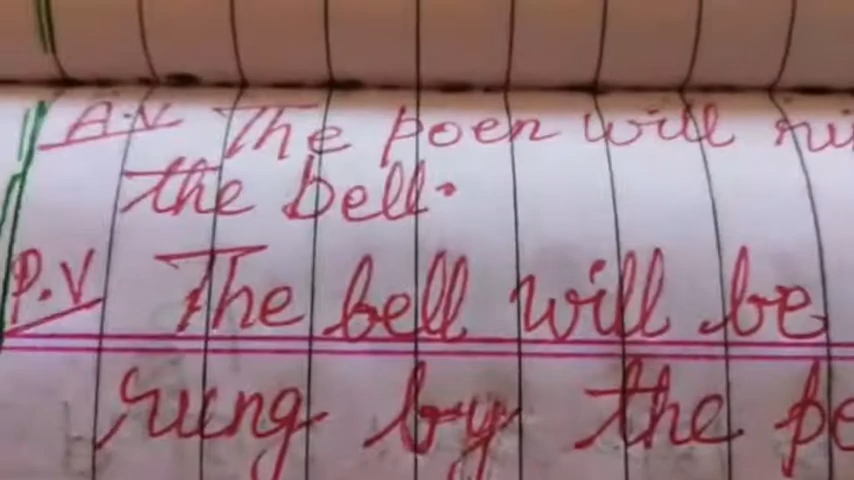 A.V The poen will
the bell.
P.V The bell will be
rung by the